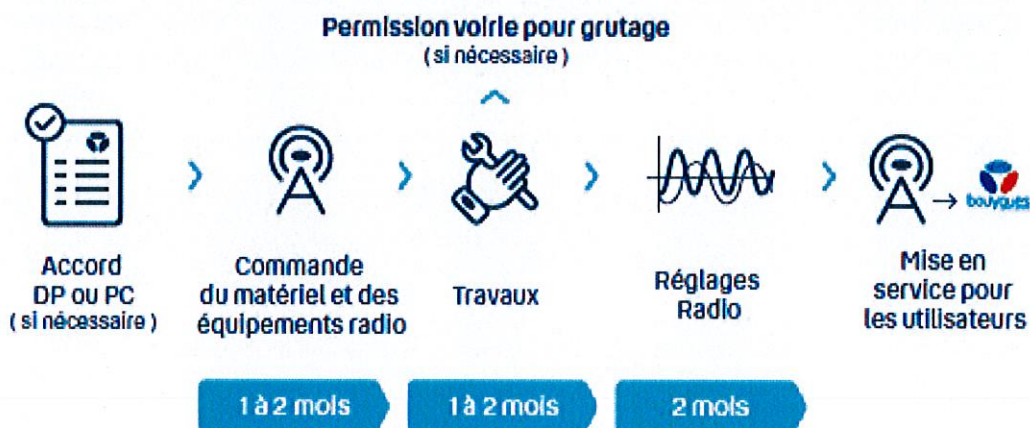 Permission voirie pour grutage
( si nécessaire )
Accord
DP ou PC
( si nécessaire )
Commande
du matériel et des
équipements radio
Travaux
Réglages
Radio
bouygues
Mise en
service pour
les utilisateurs
1 à 2 mois
1 à 2 mois
2 mois